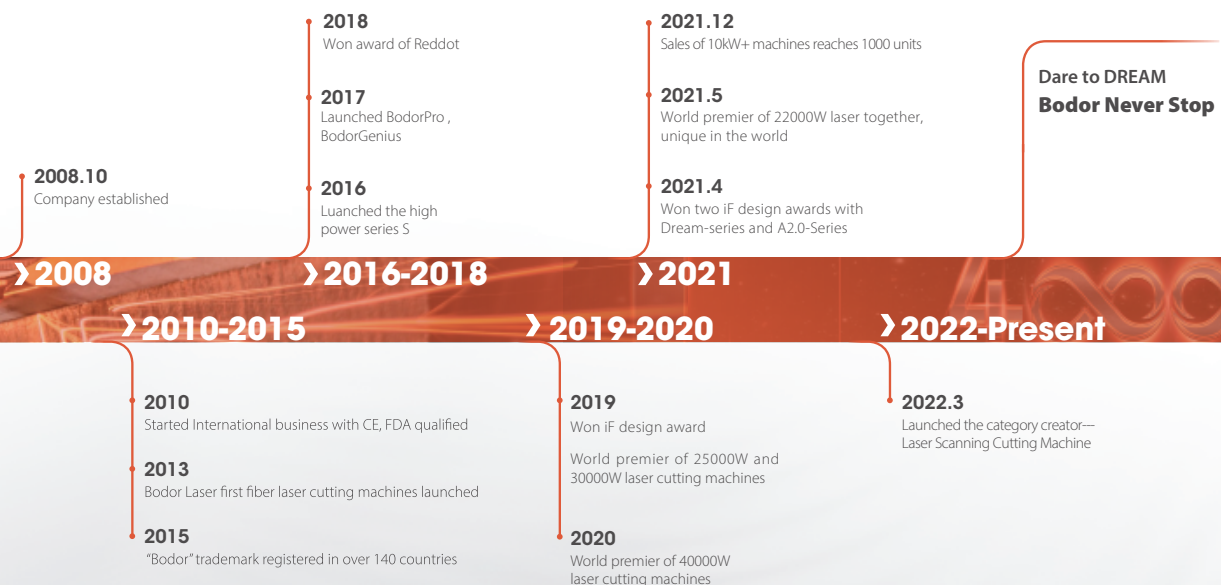 2008.10
Company established
2018
Won award of Reddot
2017
Launched BodorPro ,
BodorGenius
2016
Luanched the high
power series S
2021.12
Sales of 10kW+ machines reaches 1000 units
2021.5
World premier of 22000W laser together,
unique in the world
2021.4
Won two iF design awards with
Dream-series and A2.0-Series
Dare to DREAM
Bodor Never Stop
2008
2016-2018
2021
2010-2015
2019-2020
2022-Present
2010
Started International business with CE, FDA qualified
2013
Bodor Laser first fiber laser cutting machines launched
2015
“Bodor” trademark registered in over 140 countries
2019
Won iF design award
World premier of 25000W and
30000W laser cutting machines
2020
World premier of 40000W
laser cutting machines
2022.3
Launched the category creator---
Laser Scanning Cutting Machine